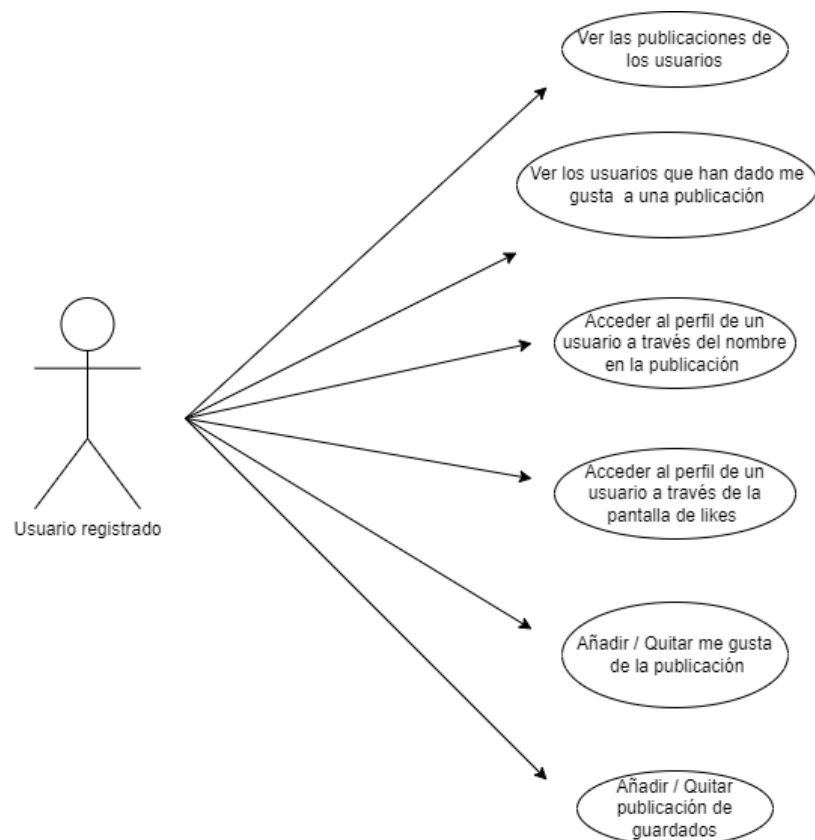 Ver las publicaciones de
los usuarios
Ver los usuarios que han dado me
gusta a una publicación
Acceder al perfil de un
usuario a través del nombre
en la publicación
Acceder al perfil de un
usuario a través de la
pantalla de likes
Usuario registrado
Añadir / Quitar me gusta
de la publicación
Añadir / Quitar
publicación de
guardados